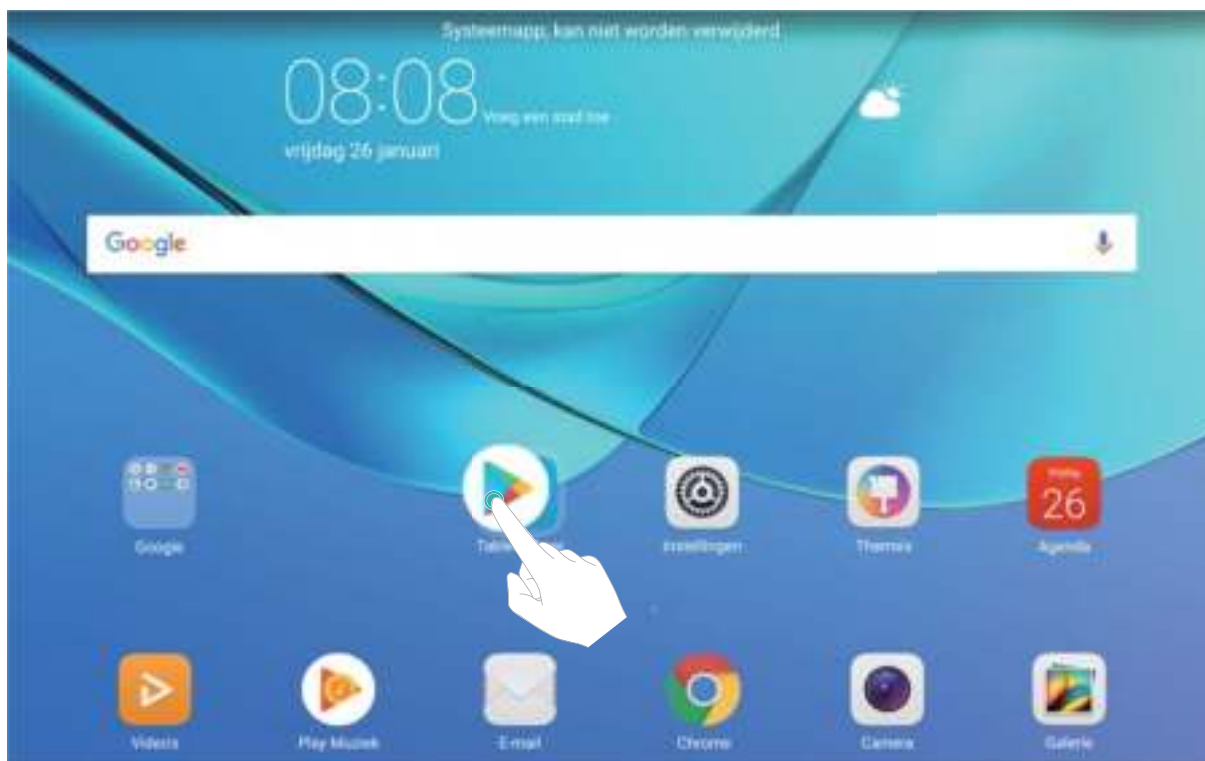 Systeemapp, kan niet worden verwijderd
08:08
Voeg een stad toe
vrijdag 26 januari
Google
26
Google
Instellingen
Thema's
Agenda
Video's
Play Muziek
E-mail
Chrome
Camera
Galerie